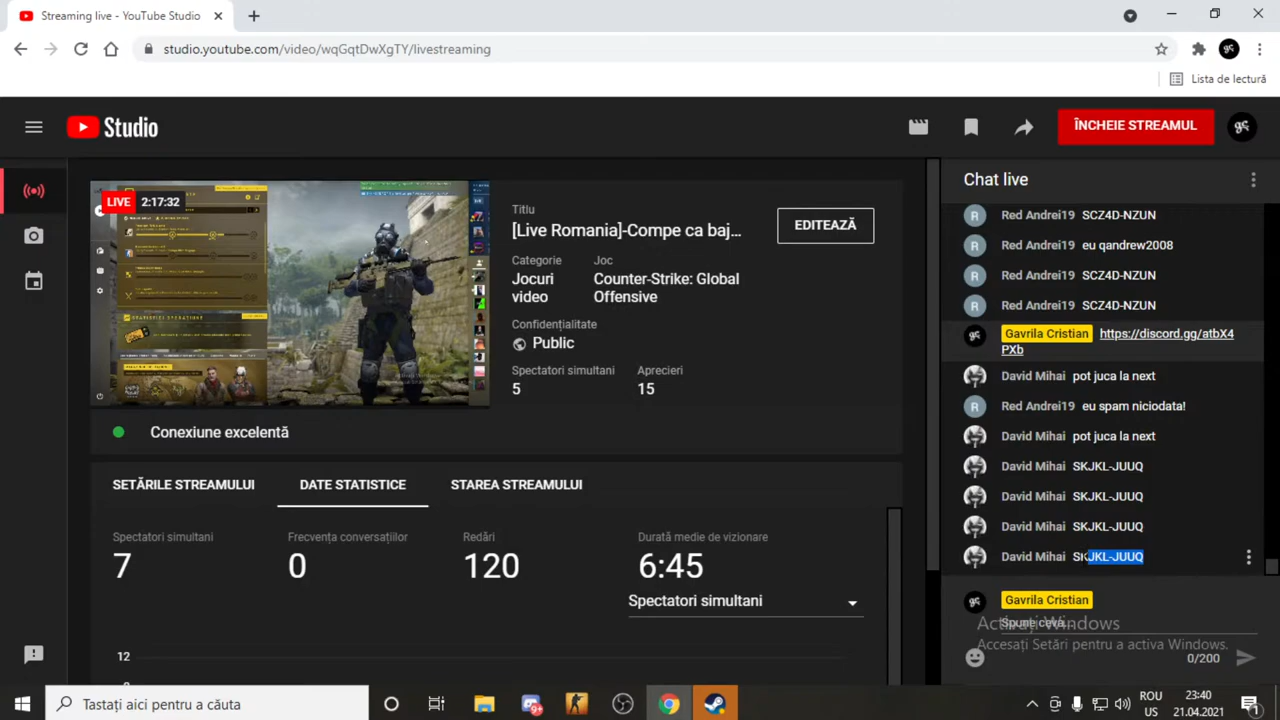 Streaming live - YouTube Studio
studio.youtube.com/video/wqGqtDwXgTY/livestreaming
Lista de lectură
Studio
ÎNCHEIE STREAMUL
LIVE 2:17:32
Titlu
[Live Romania]-Compe ca baj...
EDITEAZĂ
Categorie
Jocuri video
Joc
Counter-Strike: Global Offensive
Confidențialitate
Public
Spectatori simultani
5
Aprecieri
15
Conexiune excelentă
SETĂRILE STREAMULUI
DATE STATISTICE
STAREA STREAMULUI
Spectatori simultani
7
Frecvența conversațiilor
0
Redări
120
Durată medie de vizionare
6:45
Spectatori simultani
12
Chat live
Red Andrei19 SCZ4D-NZUN
Red Andrei19 eu qandrew2008
Red Andrei19 SCZ4D-NZUN
Red Andrei19 SCZ4D-NZUN
Gavrila Cristian https://discord.gg/atbX4
PXb
David Mihai pot juca la next
Red Andrei19 eu spam niciodata!
David Mihai pot juca la next
David Mihai SKJKL-JUUQ
David Mihai SKJKL-JUUQ
David Mihai SKJKL-JUUQ
David Mihai SKJKL-JUUQ
Gavrila Cristian
Spune ceva...
Activați Windows
Accesați Setări pentru a activa Windows.
0/200
Tastați aici pentru a căuta
ROU
US
23:40
21.04.2021